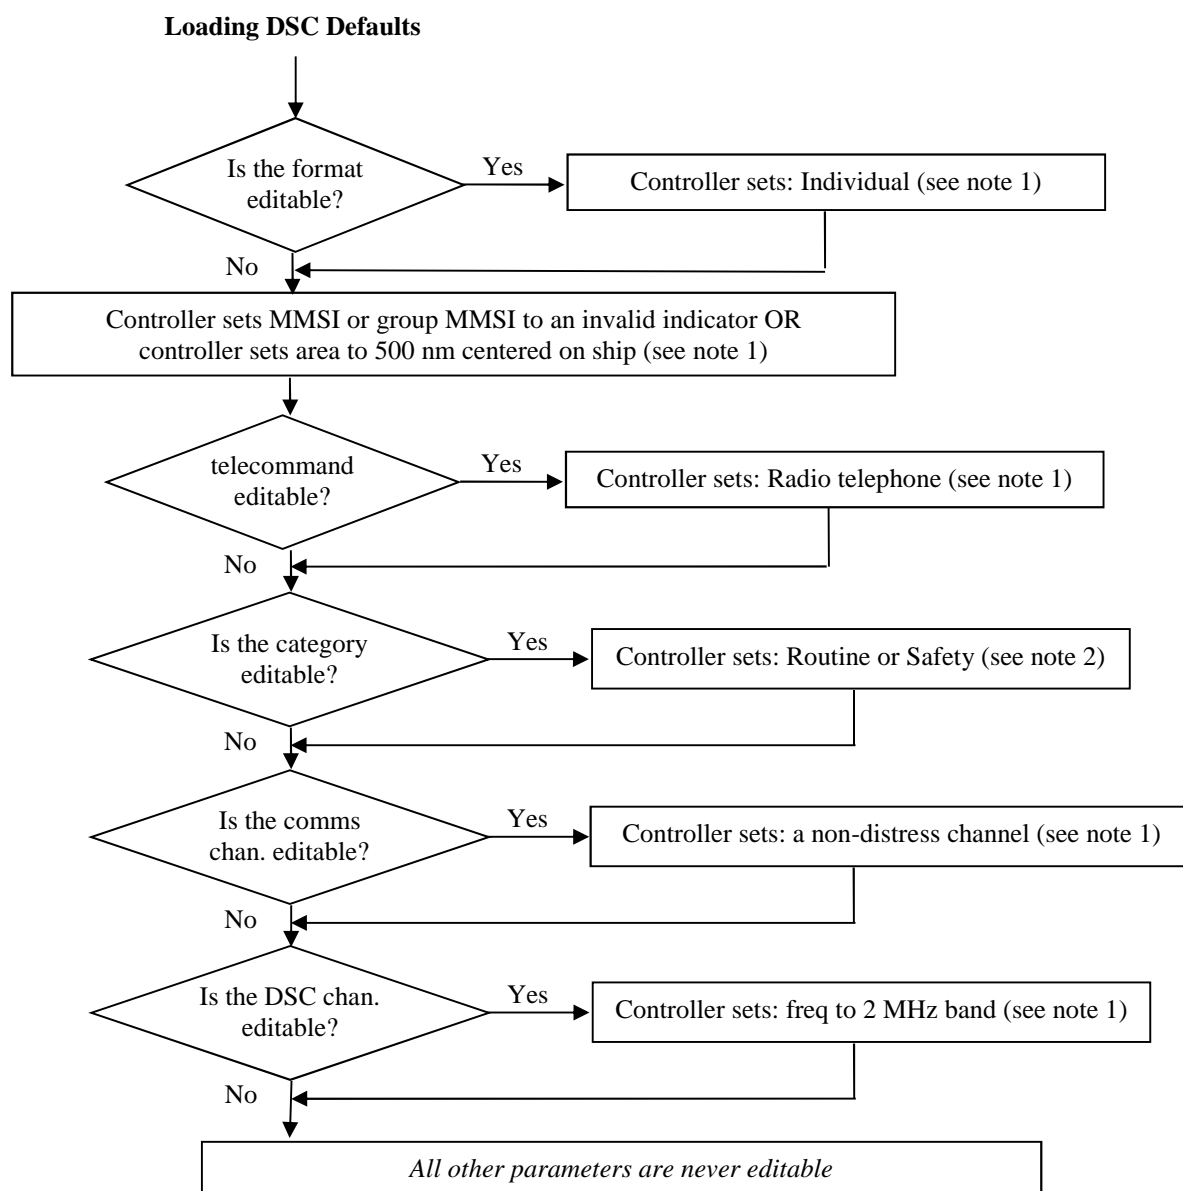 Loading DSC Defaults
Is the format
editable?
Yes
Controller sets: Individual (see note 1)
No
Controller sets MMSI or group MMSI to an invalid indicator OR
controller sets area to 500 nm centered on ship (see note 1)
telecommand
editable?
Yes
Controller sets: Radio telephone (see note 1)
No
Is the category
editable?
Yes
Controller sets: Routine or Safety (see note 2)
No
Is the comms
chan. editable?
Yes
Controller sets: a non-distress channel (see note 1)
No
Is the DSC chan.
editable?
Yes
Controller sets: freq to 2 MHz band (see note 1)
No
All other parameters are never editable